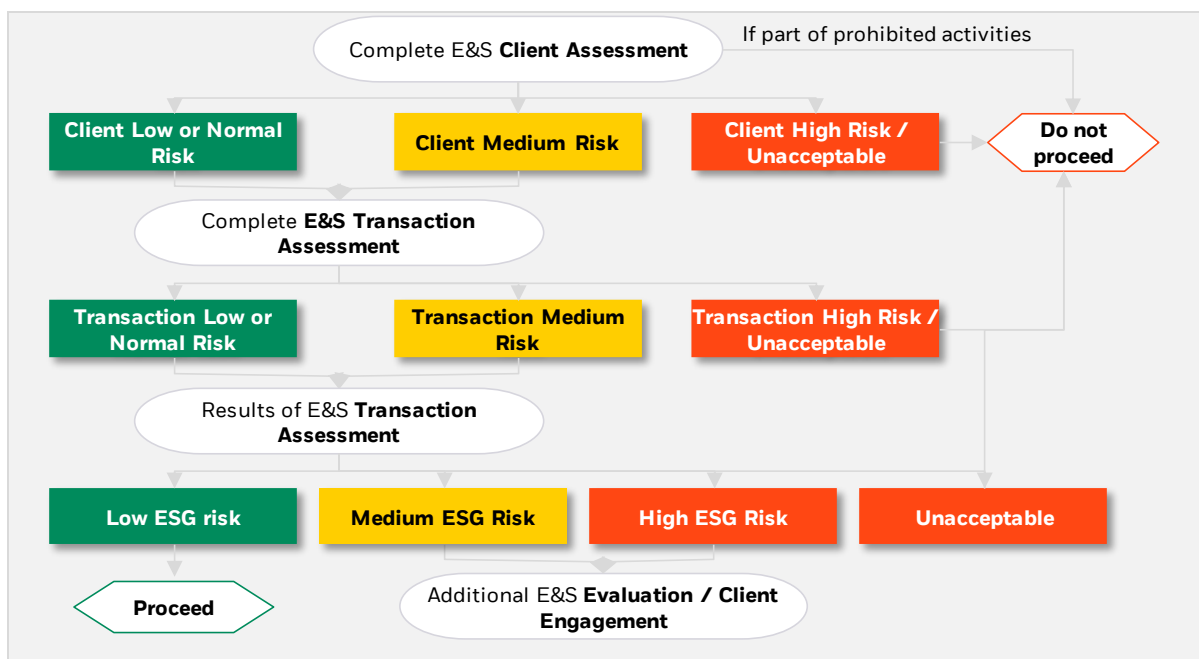 Complete E&S Client Assessment
If part of prohibited activities
Client Low or Normal
Risk
Client Medium Risk
Client High Risk /
Unacceptable
Do not
proceed
Complete E&S Transaction
Assessment
Transaction Low or
Normal Risk
Transaction Medium
Risk
Transaction High Risk /
Unacceptable
Results of E&S Transaction
Assessment
Low ESG risk
Medium ESG Risk
High ESG Risk
Unacceptable
Proceed
Additional E&S Evaluation / Client
Engagement